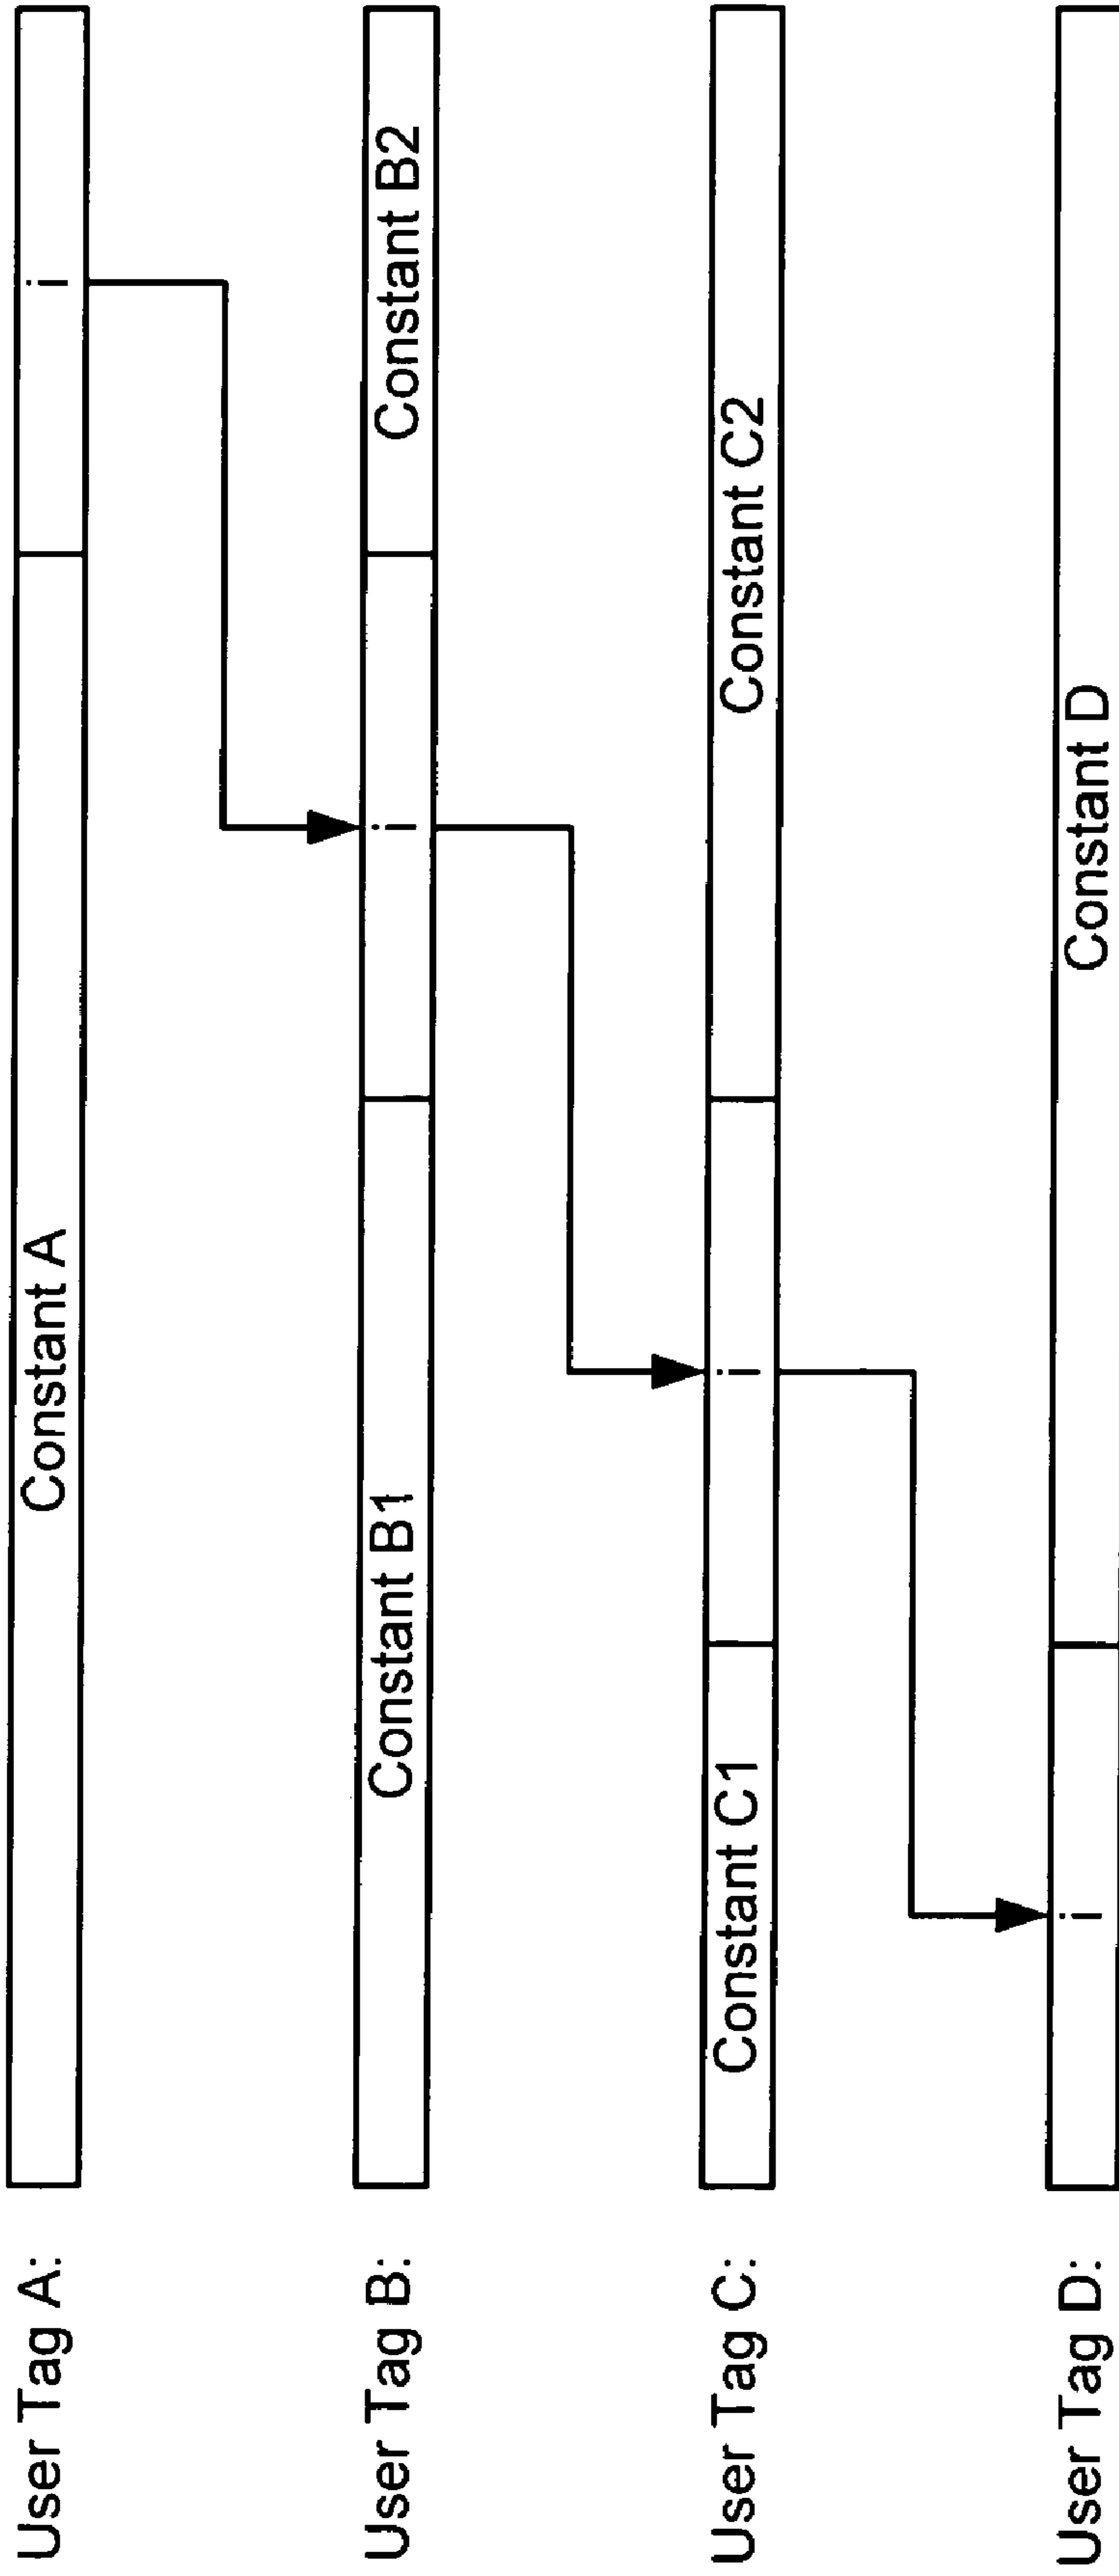 User Tag A: Constant A i
User Tag B: Constant B1 i Constant B2
User Tag C: Constant C1 i Constant C2
User Tag D: i Constant D